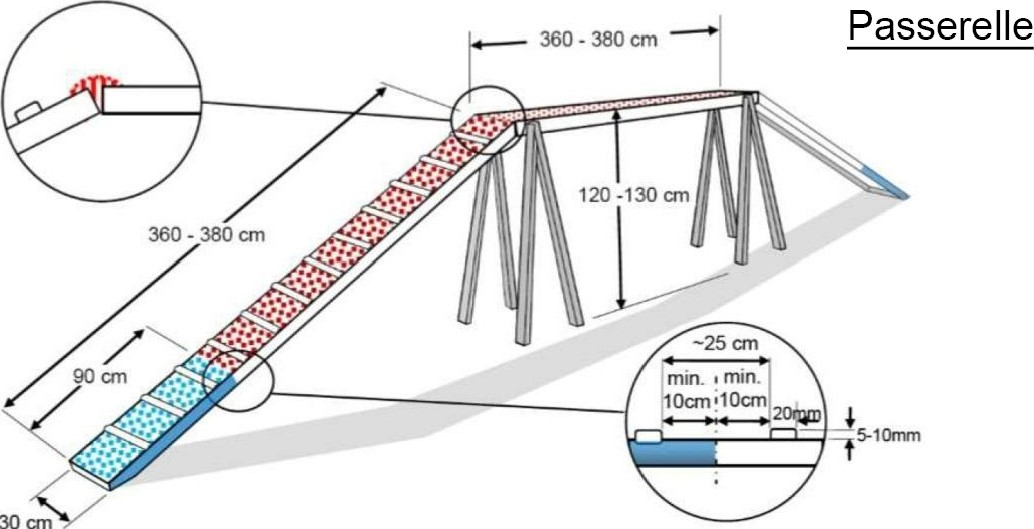 Passerelle
360 - 380 cm
120 -130 cm
360 - 380 cm
90 cm
30 cm
~25 cm
min. min.
10cm 10cm
20mm
5-10mm